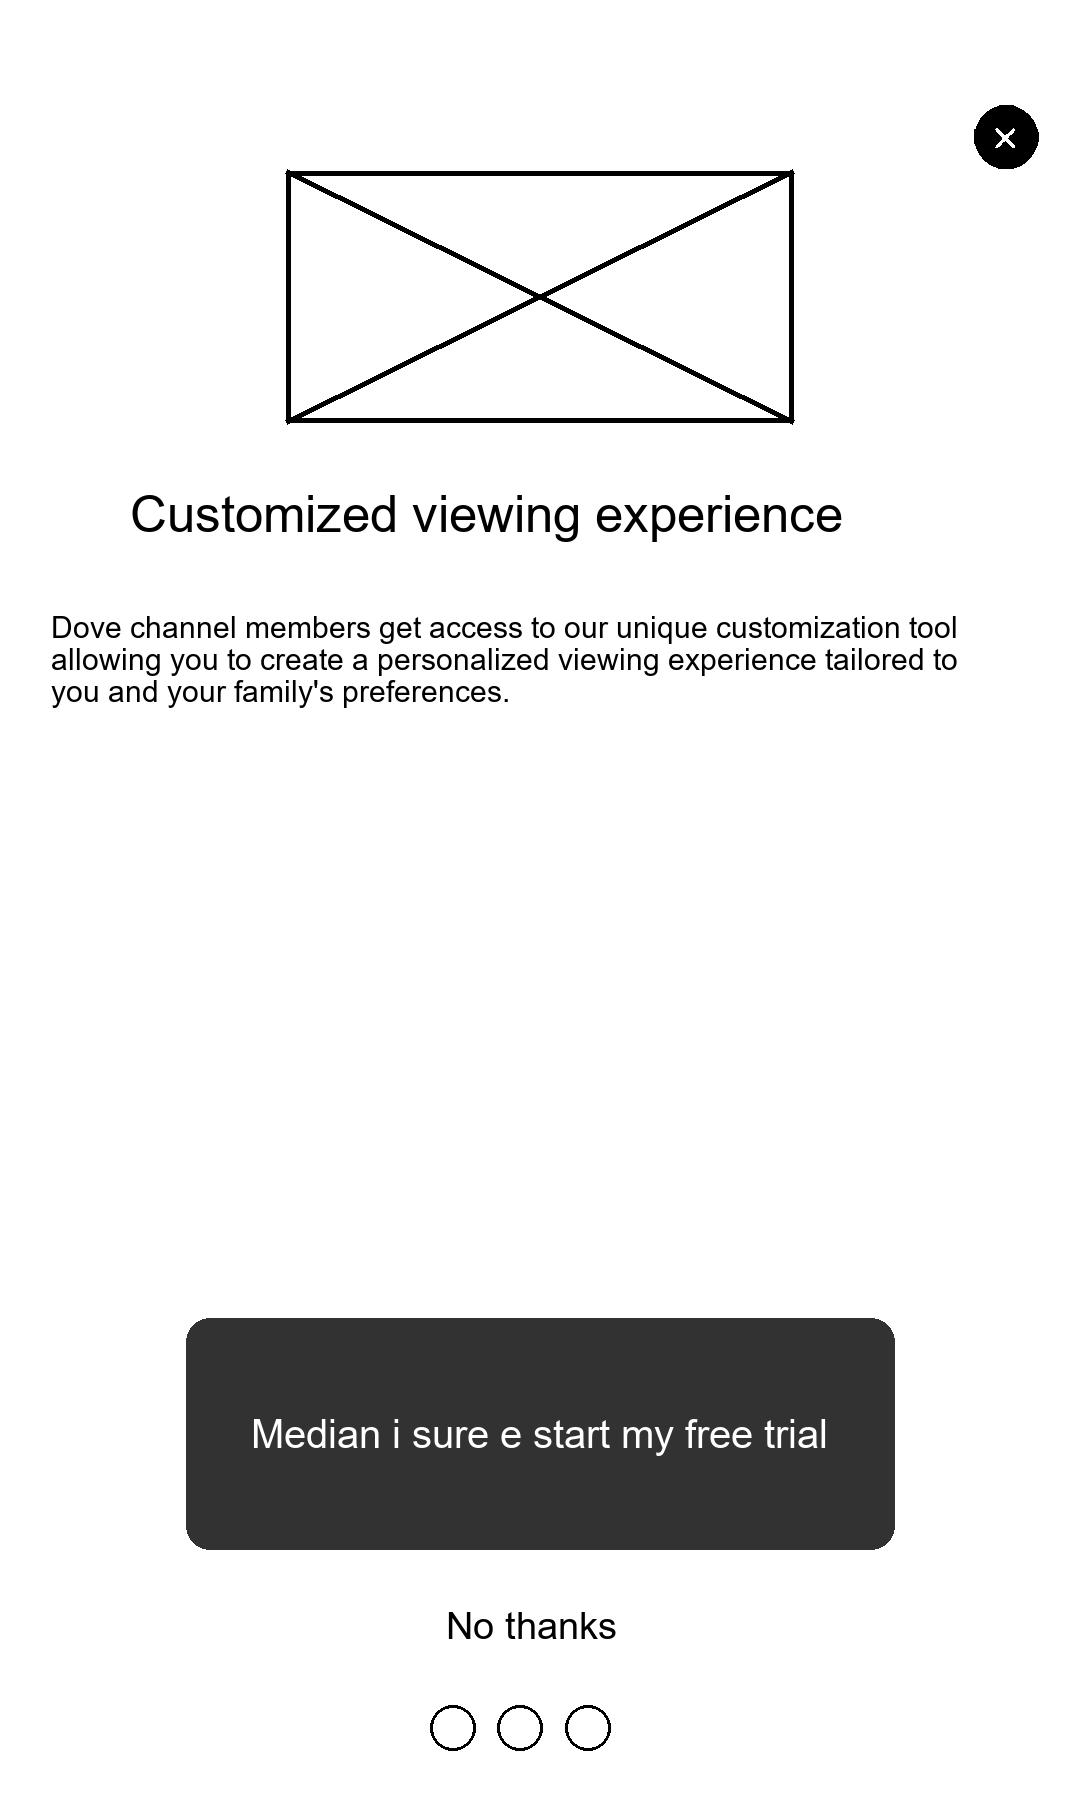 Customized viewing experience
Dove channel members get access to our unique customization tool
allowing you to create a personalized viewing experience tailored to
you and your family's preferences.
Median i sure e start my free trial
No thanks